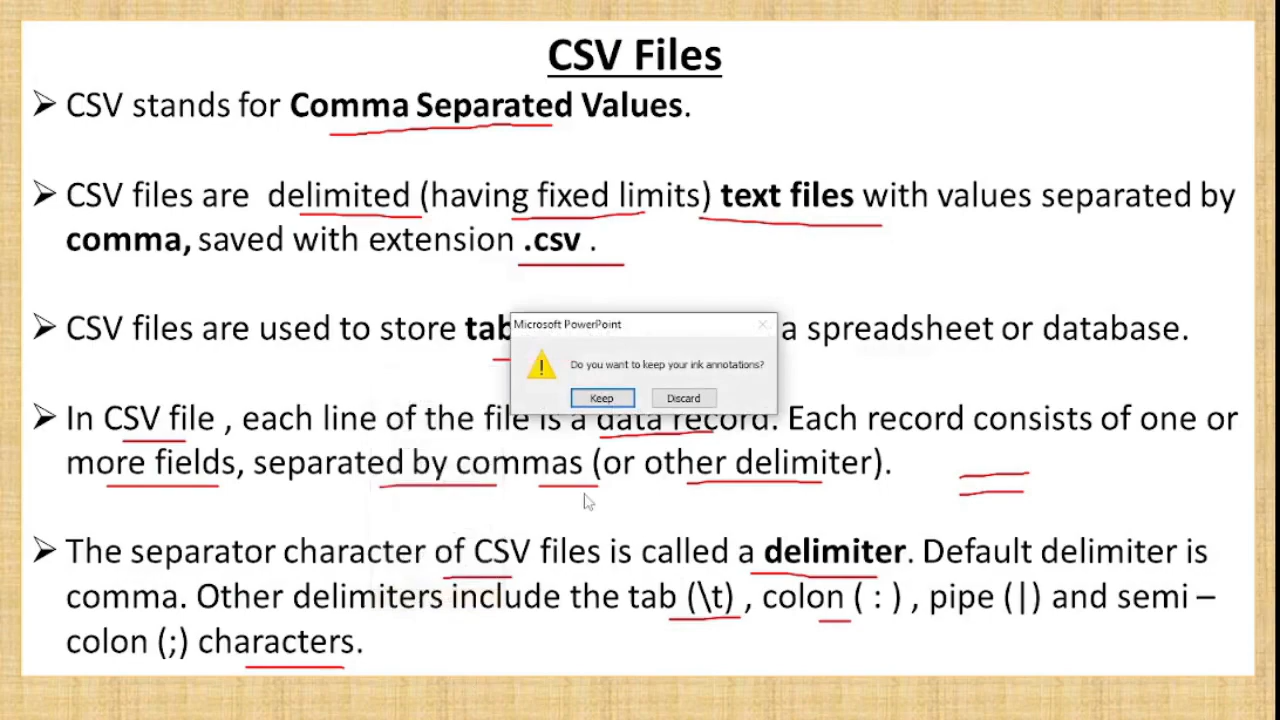 CSV Files
➢ CSV stands for Comma Separated Values.
➢ CSV files are delimited (having fixed limits) text files with values separated by
comma, saved with extension .csv .
➢ CSV files are used to store a spreadsheet or database.
Microsoft PowerPoint
Do you want to keep your ink annotations?
Keep Discard
➢ In CSV file , each line of the file is a data record. Each record consists of one or
more fields, separated by commas (or other delimiter).
➢ The separator character of CSV files is called a delimiter. Default delimiter is
comma. Other delimiters include the tab (\t) , colon ( : ) , pipe (|) and semi –
colon (;) characters.